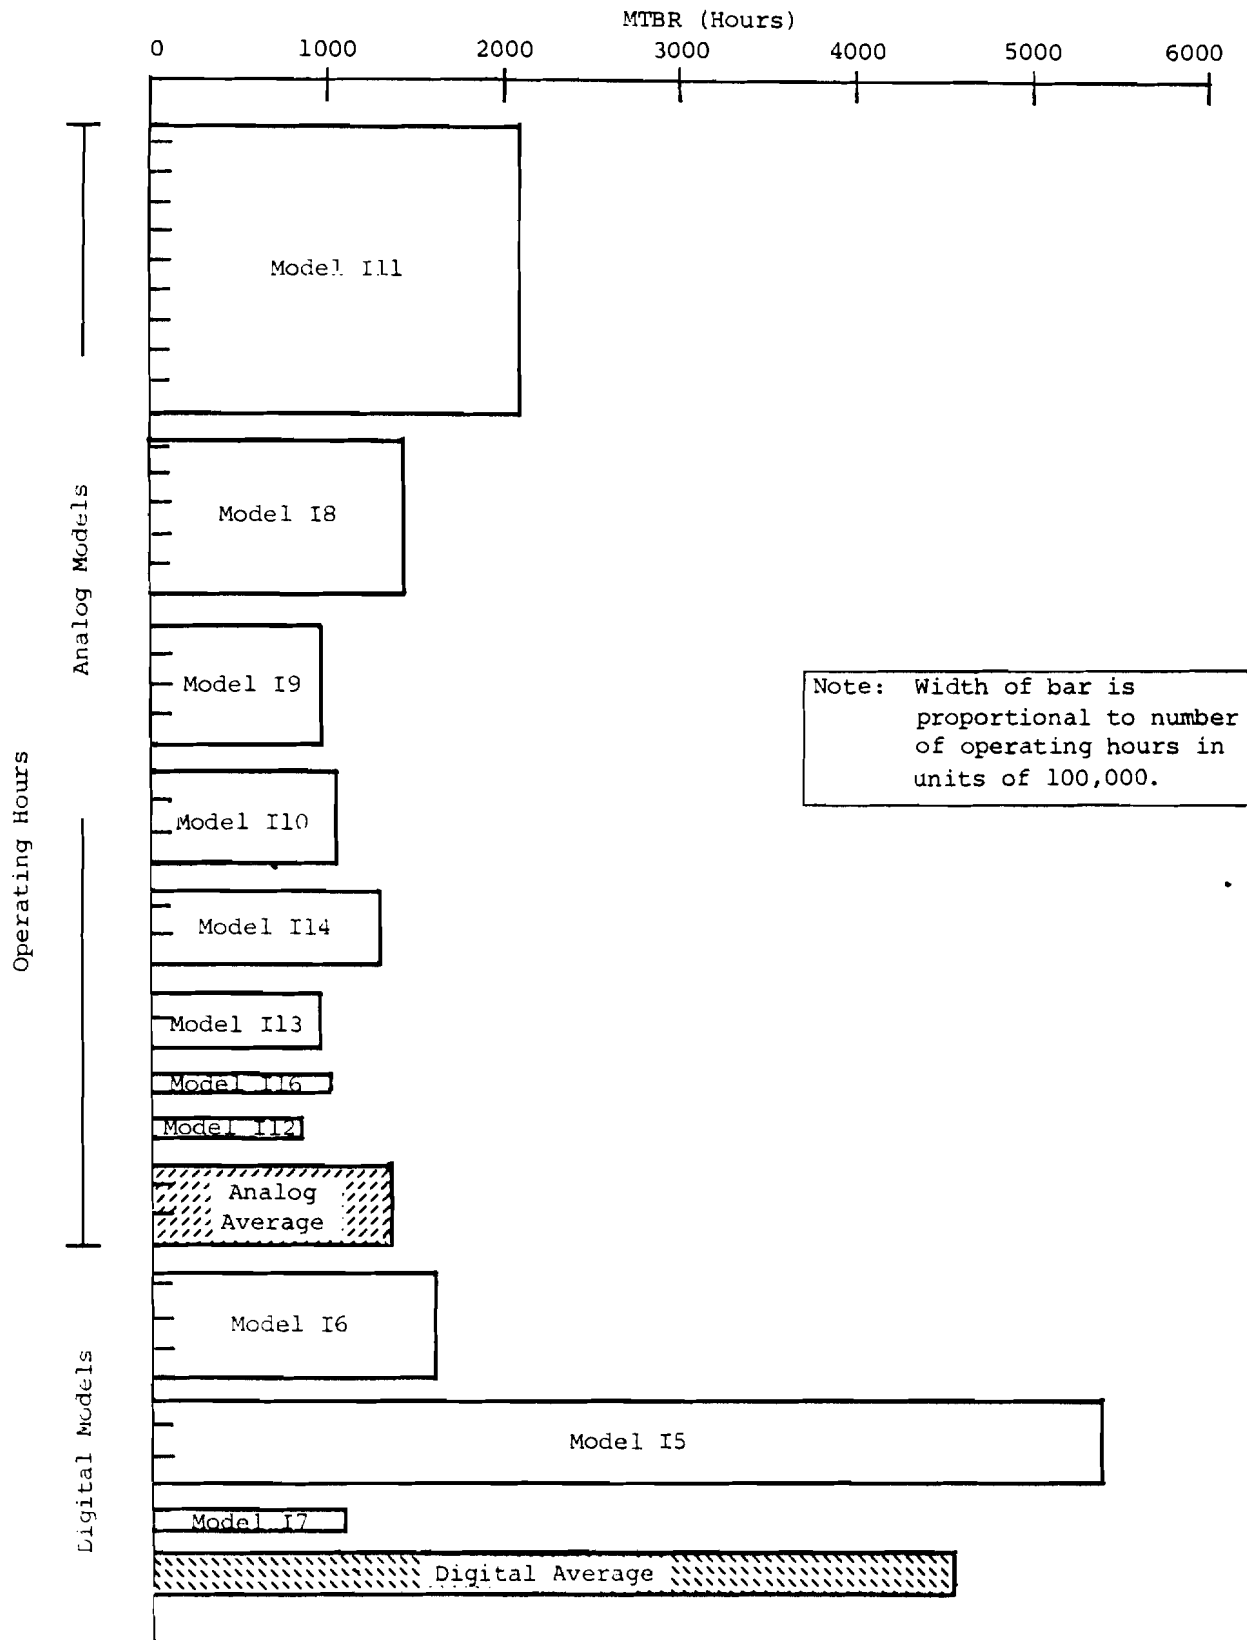 MTBR (Hours)
0 1000 2000 3000 4000 5000 6000
Model I11
Model I8
Analog Models
Model I9
Note: Width of bar is
proportional to number
of operating hours in
units of 100,000.
Operating Hours
Model I10
Model I14
Model I13
Model I16
Model I12
Analog
Average
Model I6
Digital Models
Model I5
Model I7
Digital Average